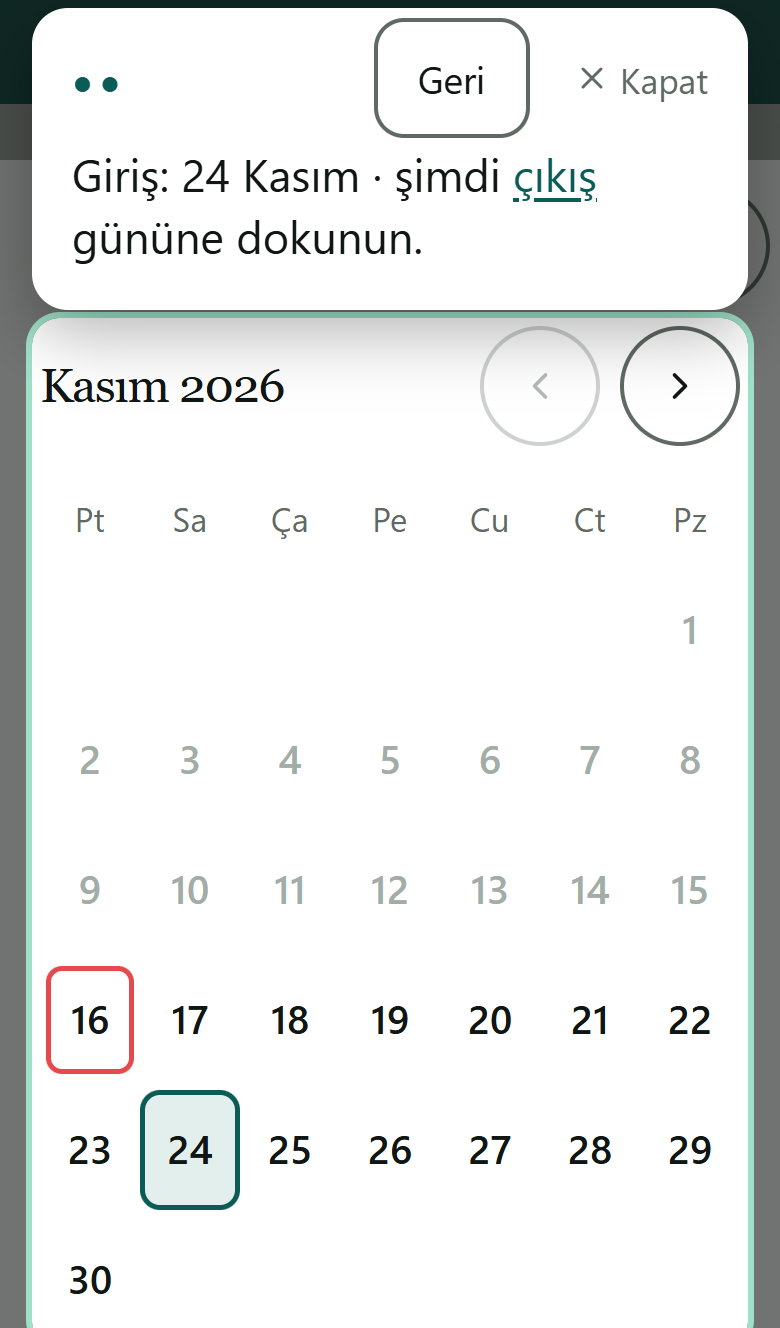 Geri
Kapat
Giriş: 24 Kasım · şimdi çıkış
gününe dokunun.
Kasım 2026
Pt Sa Ça Pe Cu Ct Pz
1
2 3 4 5 6 7 8
9 10 11 12 13 14 15
16 17 18 19 20 21 22
23 24 25 26 27 28 29
30